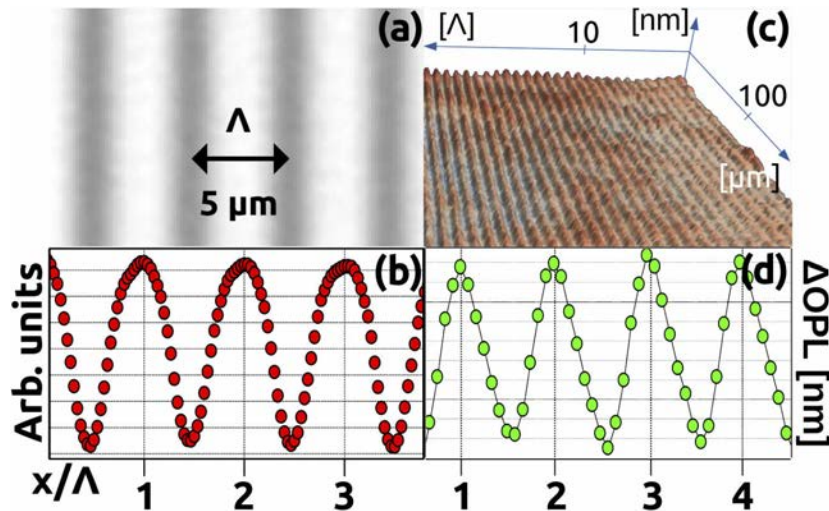 (a)
Λ
5 µm
[Λ]
10
[nm]
(c)
100
[µm]
Arb. units
(b)
x/Λ
1
2
3
(d)
ΔOPL [nm]
1
2
3
4